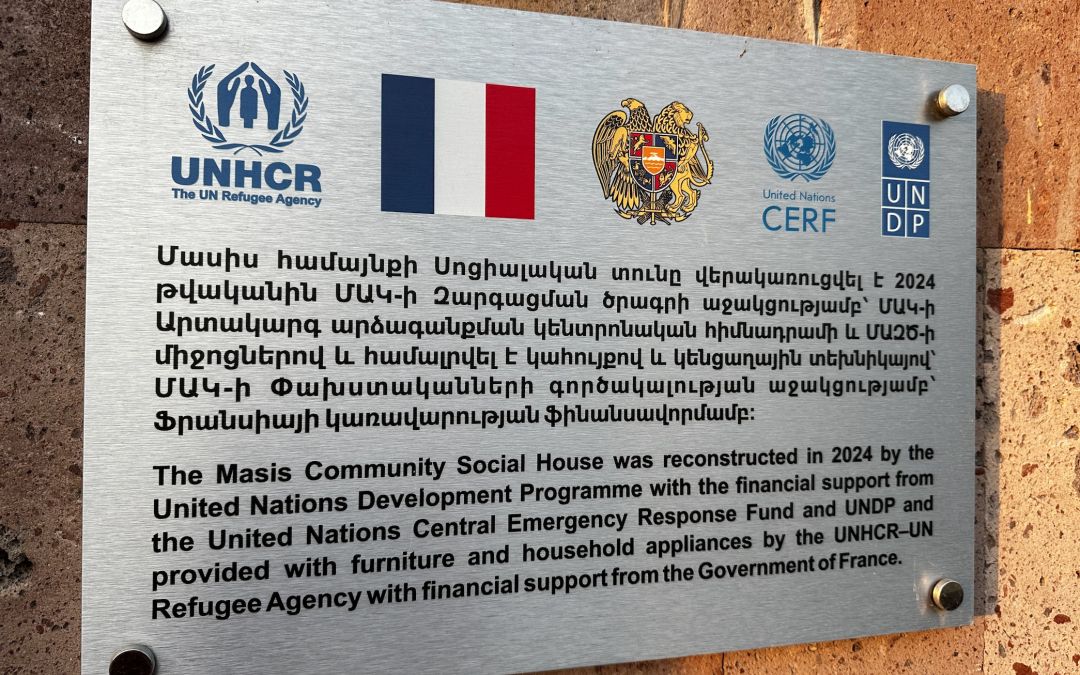 UNHCR
The UN Refugee Agency
United Nations
CERF
U N
D P
Մասիս համայնքի Սոցիալական տունը վերակառուցվել է 2024
թվականին ՄԱԿ-ի Զարգացման ծրագրի աջակցությամբ՝ ՄԱԿ-ի
Արտակարգ արձագանքման կենտրոնական հիմնադրամի և ՄԱԶԾ-ի
միջոցներով և համալրվել է կահույքով և կենցաղային տեխնիկայով՝
ՄԱԿ-ի Փախստականների գործակալության աջակցությամբ՝
Ֆրանսիայի կառավարության ֆինանսավորմամբ:
The Masis Community Social House was reconstructed in 2024 by the
United Nations Development Programme with the financial support from
the United Nations Central Emergency Response Fund and UNDP and
provided with furniture and household appliances by the UNHCR–UN
Refugee Agency with financial support from the Government of France.